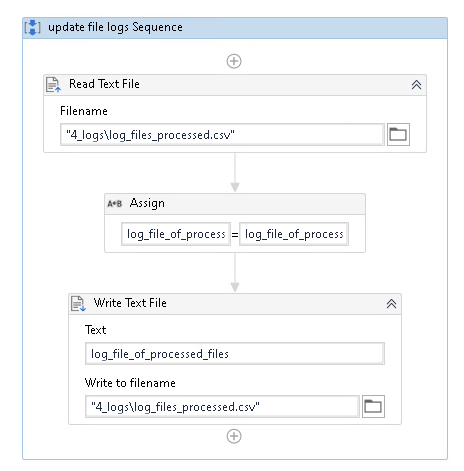 update file logs Sequence
Read Text File
Filename
"4_logs\log_files_processed.csv"
A+B Assign
log_file_of_process = log_file_of_process
Write Text File
Text
log_file_of_processed_files
Write to filename
"4_logs\log_files_processed.csv"